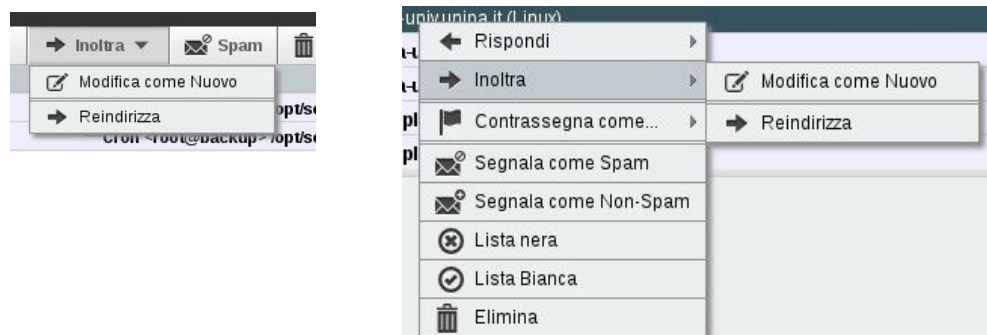 Inoltra
Spam
Modifica come Nuovo
Reindirizza
Cron <root@backup> /opt/s
univ.unina.it (Linux)
Rispondi
Inoltra
Contrassegna come...
Segnala come Spam
Segnala come Non-Spam
Lista nera
Lista Bianca
Elimina
Modifica come Nuovo
Reindirizza